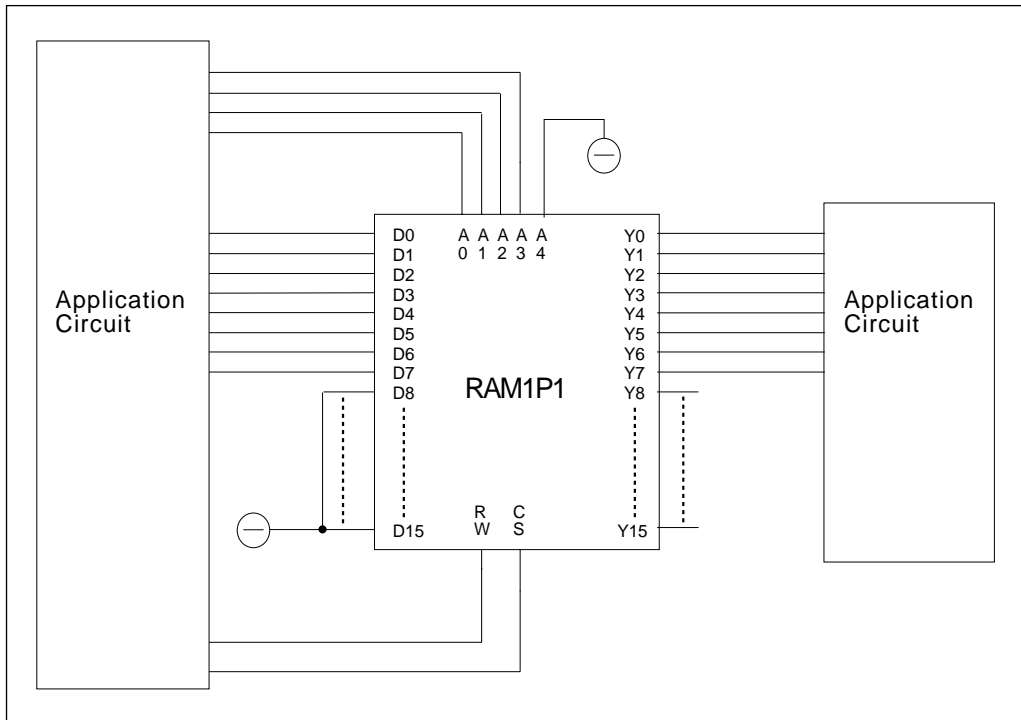 A A A A A
0 1 2 3 4
D0
D1
D2
D3
D4
D5
D6
D7
D8
D15
Application
Circuit
RAM1P1
R
W
C
S
Y0
Y1
Y2
Y3
Y4
Y5
Y6
Y7
Y8
Y15
Application
Circuit